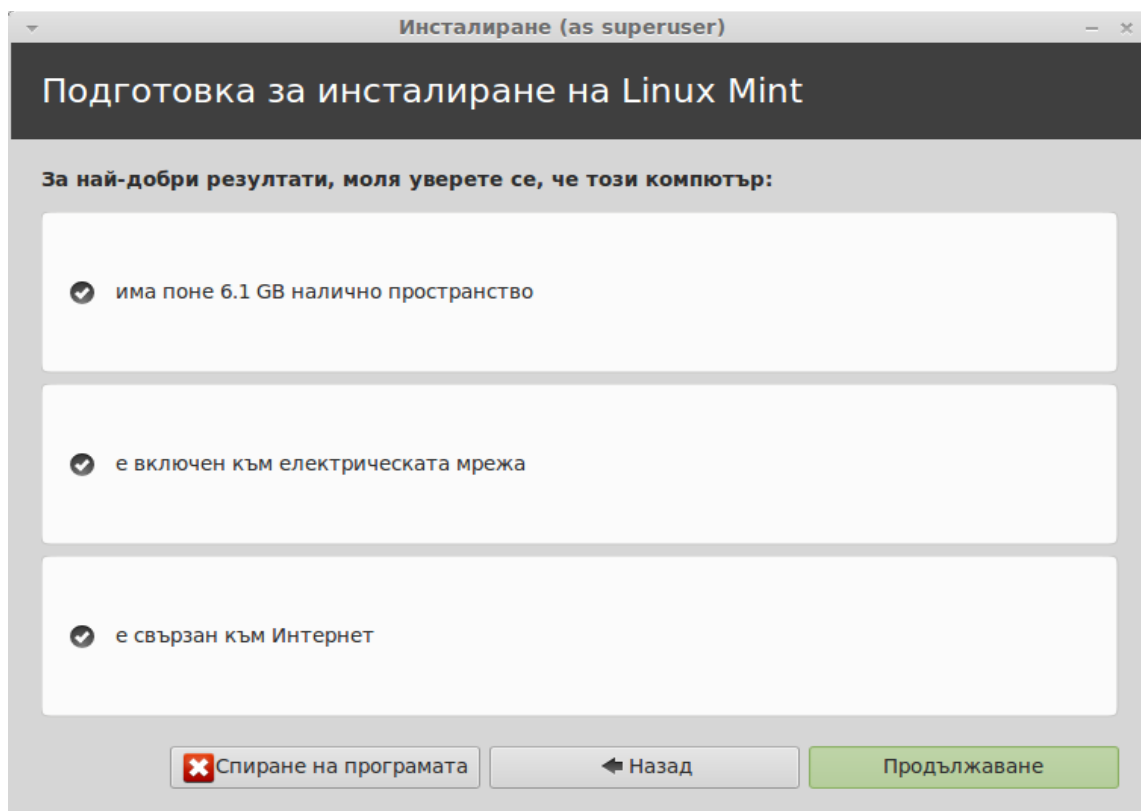 Инсталиране (as superuser)
Подготовка за инсталиране на Linux Mint
За най-добри резултати, моля уверете се, че този компютър:
има поне 6.1 GB налично пространство
е включен към електрическата мрежа
е свързан към Интернет
Спиране на програмата
Назад
Продължаване